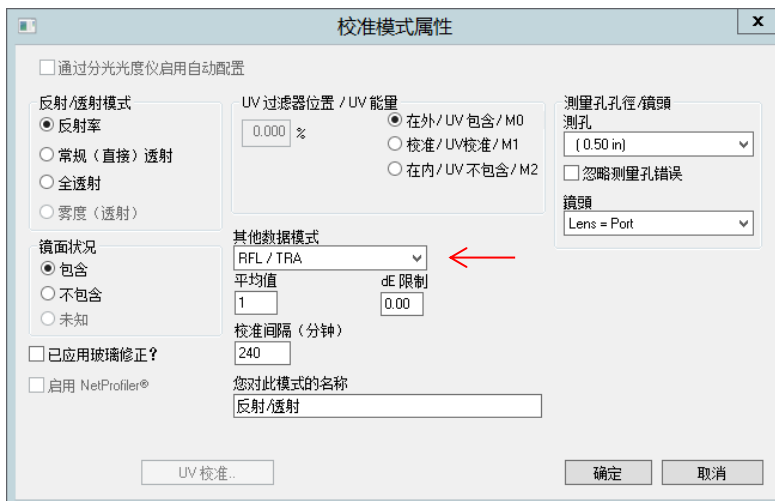 校准模式属性
x
通过分光光度仪启用自动配置
反射/透射模式
反射率
常规（直接）透射
全透射
雾度（透射）
镜面状况
包含
不包含
未知
已应用玻璃修正?
启用 NetProfiler®
UV 过滤器位置 / UV 能量
0.000 %
在外/ UV 包含/ M0
校准/ UV校准/ M1
在内/ UV 不包含/ M2
其他数据模式
RFL / TRA
平均值 dE 限制
1 0.00
校准间隔（分钟）
240
您对此模式的名称
反射/透射
测量孔孔徑/鏡頭
测孔
( 0.50 in)
忽略测量孔错误
鏡頭
Lens = Port
UV 校准..
确定 取消